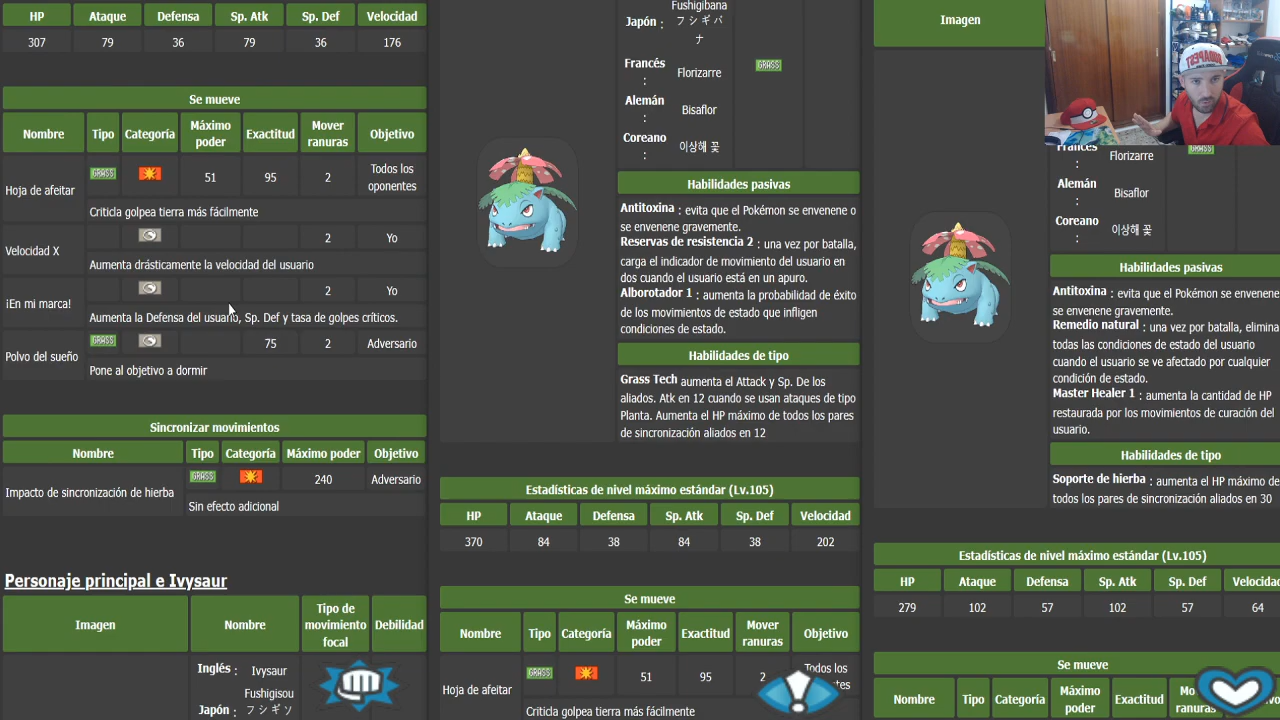 HP Ataque Defensa Sp. Atk Sp. Def Velocidad
307 79 36 79 36 176
Se mueve
Nombre Tipo Categoría Máximo poder Exactitud Mover ranuras Objetivo
Hoja de afeitar GRASS 51 95 2 Todos los oponentes
Criticla golpea tierra más fácilmente
Velocidad X 2 Yo
Aumenta drásticamente la velocidad del usuario
¡En mi marca! 2 Yo
Aumenta la Defensa del usuario, Sp. Def y tasa de golpes críticos.
Polvo del sueño GRASS 75 2 Adversario
Pone al objetivo a dormir
Sincronizar movimientos
Nombre Tipo Categoría Máximo poder Objetivo
Impacto de sincronización de hierba GRASS 240 Adversario
Sin efecto adicional
Personaje principal e Ivysaur
Imagen Nombre Tipo de movimiento focal Debilidad
Inglés : Ivysaur
Fushigisou
Japón : フ シ ギ ソ
Fushigibana
Japón : フ シ ギ バ
ナ
Francés : Florizarre GRASS
Alemán : Bisaflor
Coreano : 이상해 꽃
Habilidades pasivas
Antitoxina : evita que el Pokémon se envenene o
se envenene gravemente.
Reservas de resistencia 2 : una vez por batalla,
carga el indicador de movimiento del usuario en
dos cuando el usuario está en un apuro.
Alborotador 1 : aumenta la probabilidad de éxito
de los movimientos de estado que infligen
condiciones de estado.
Habilidades de tipo
Grass Tech aumenta el Attack y Sp. De los
aliados. Atk en 12 cuando se usan ataques de tipo
Planta. Aumenta el HP máximo de todos los pares
de sincronización aliados en 12
Estadísticas de nivel máximo estándar (Lv.105)
HP Ataque Defensa Sp. Atk Sp. Def Velocidad
370 84 38 84 38 202
Se mueve
Nombre Tipo Categoría Máximo poder Exactitud Mover ranuras Objetivo
Hoja de afeitar GRASS 51 95 2 Todos los
Criticla golpea tierra más fácilmente
Imagen
Francés : Florizarre GRASS
Alemán : Bisaflor
Coreano : 이상해 꽃
Habilidades pasivas
Antitoxina : evita que el Pokémon se envenene
se envenene gravemente.
Remedio natural : una vez por batalla, elimina
todas las condiciones de estado del usuario
cuando el usuario se ve afectado por cualquier
condición de estado.
Master Healer 1 : aumenta la cantidad de HP
restaurada por los movimientos de curación del
usuario.
Habilidades de tipo
Soporte de hierba : aumenta el HP máximo de
todos los pares de sincronización aliados en 30
Estadísticas de nivel máximo estándar (Lv.105)
HP Ataque Defensa Sp. Atk Sp. Def Velocida
279 102 57 102 57 64
Se mueve
Nombre Tipo Categoría Máximo poder Exactitud